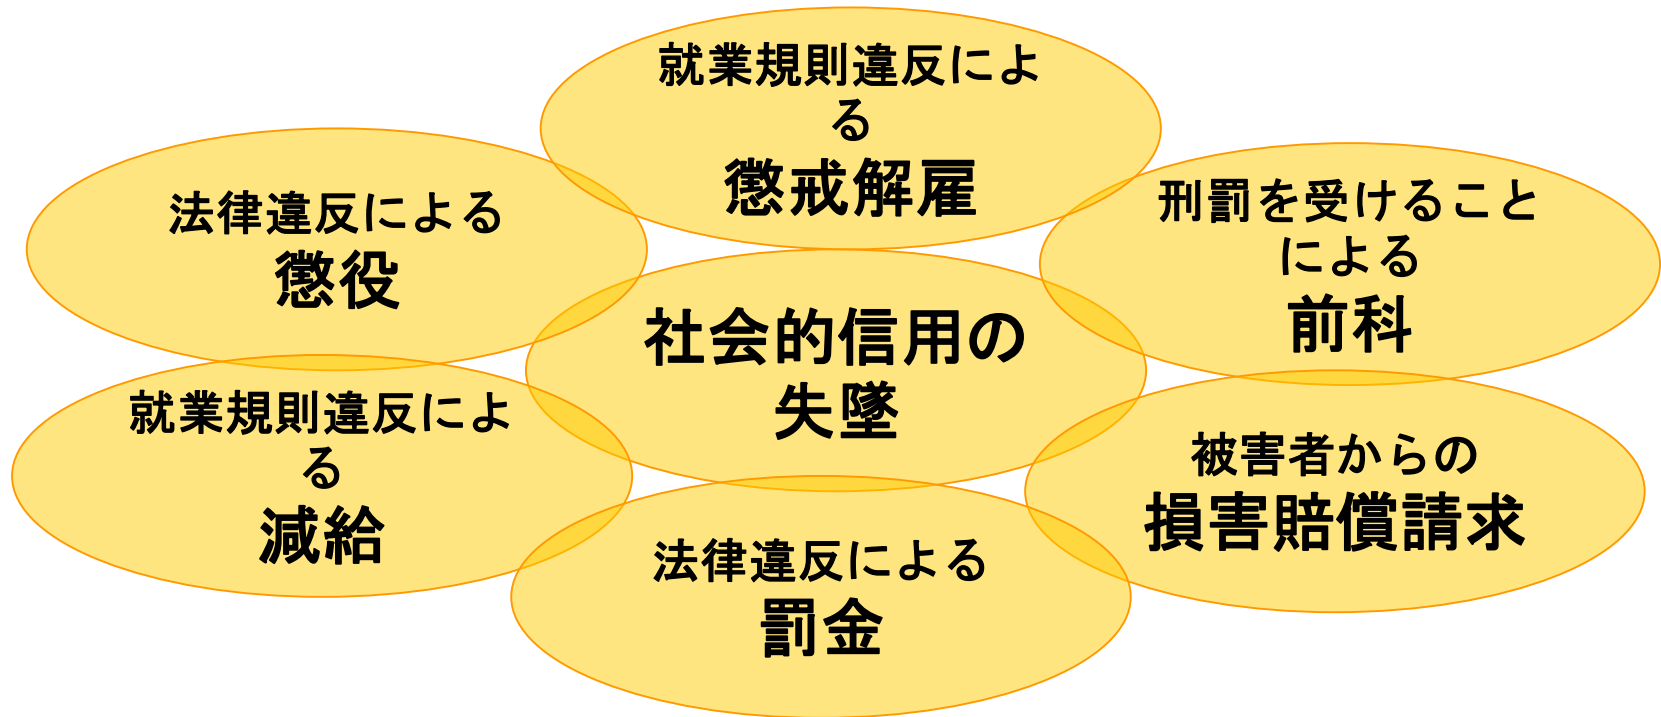 就業規則違反によ
る
懲戒解雇
法律違反による
懲役
刑罰を受けること
による
前科
社会的信用の
失墜
就業規則違反によ
る
減給
被害者からの
損害賠償請求
法律違反による
罰金